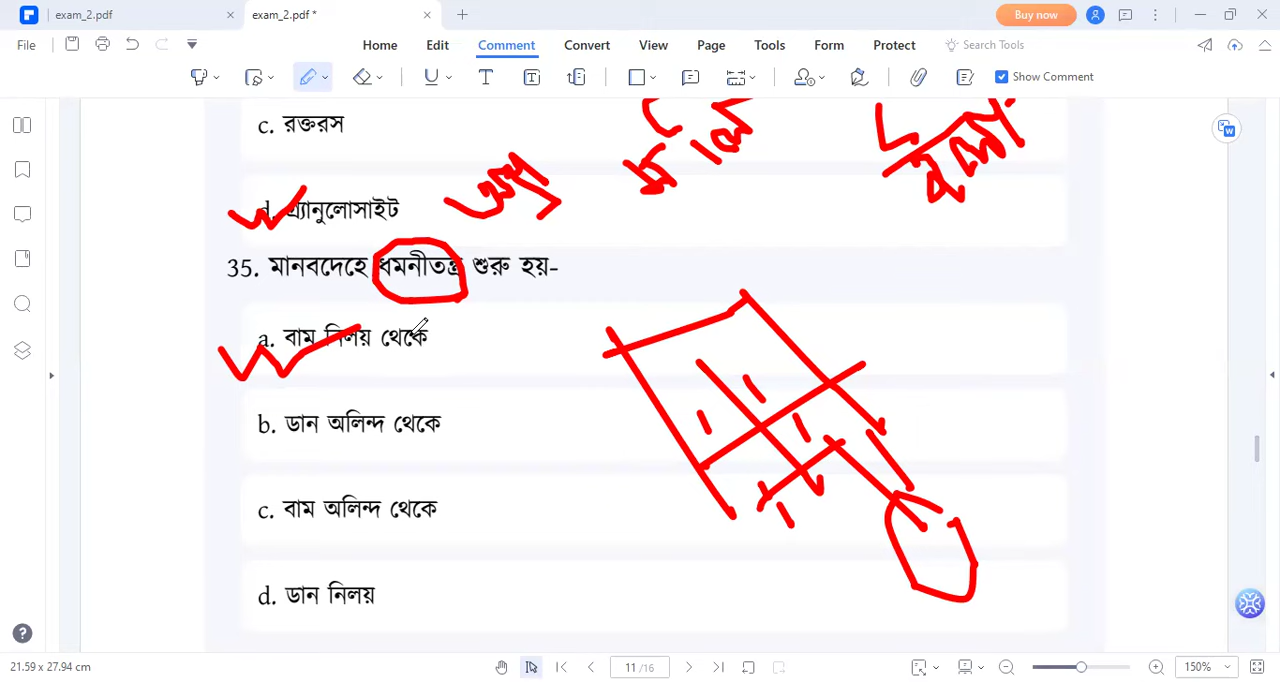 exam_2.pdf
exam_2.pdf *
Buy now
File
Home Edit Comment Convert View Page Tools Form Protect Search Tools
Show Comment
c. রক্তরস
d. গ্র্যানুলোসাইট
35. মানবদেহে ধমনীতন্ত্র শুরু হয়-
a. বাম নিলয় থেকে
b. ডান অলিন্দ থেকে
c. বাম অলিন্দ থেকে
d. ডান নিলয়
21.59 x 27.94 cm
11 /16
150%